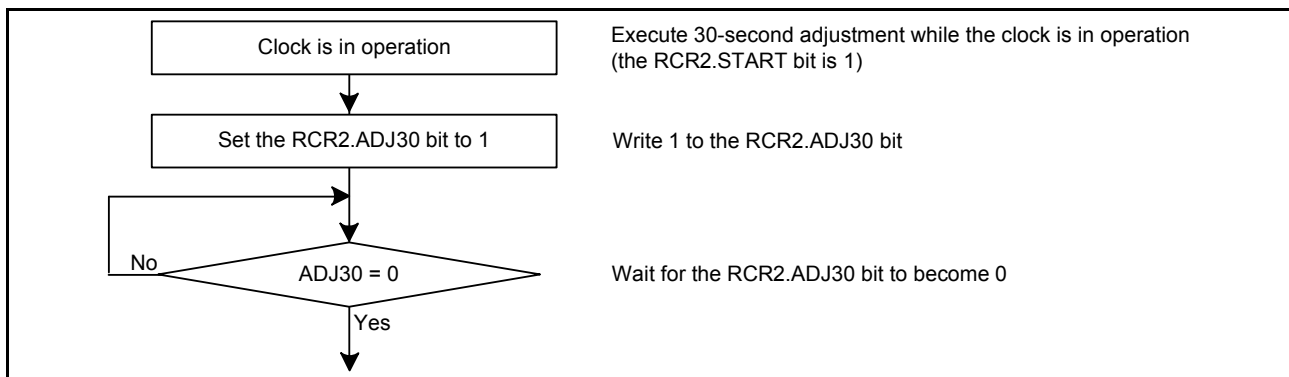 Clock is in operation
Execute 30-second adjustment while the clock is in operation
(the RCR2.START bit is 1)
Set the RCR2.ADJ30 bit to 1
Write 1 to the RCR2.ADJ30 bit
No
ADJ30 = 0
Wait for the RCR2.ADJ30 bit to become 0
Yes